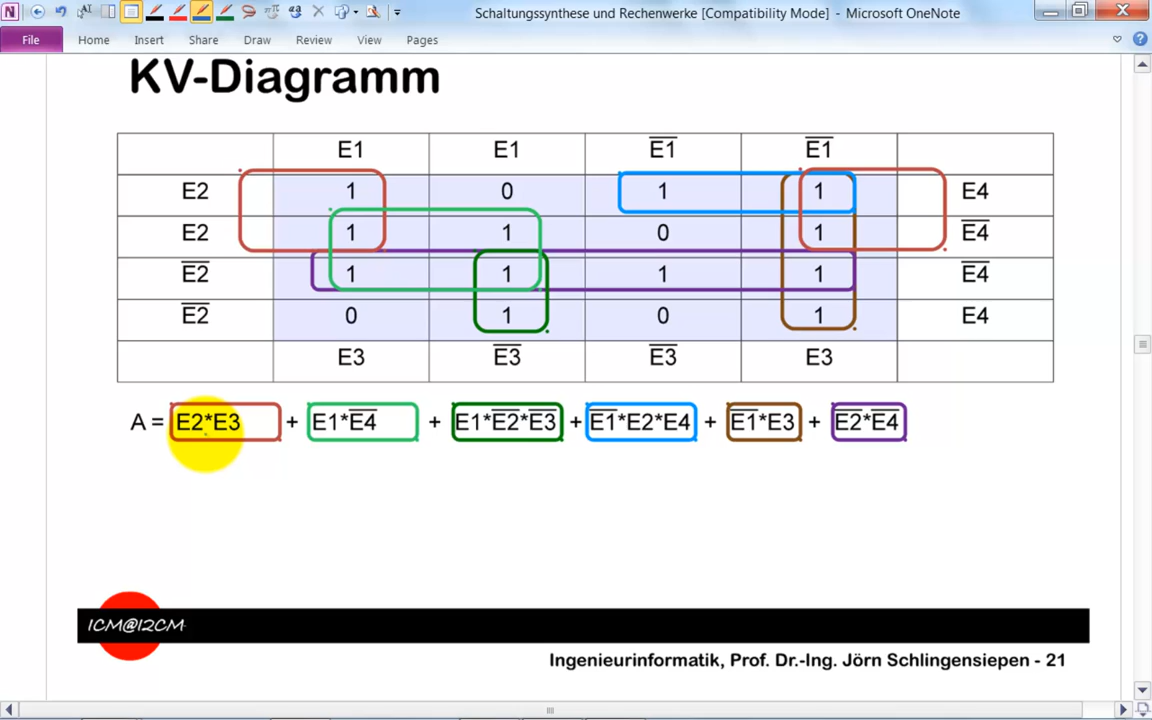 Schaltungssynthese und Rechenwerke [Compatibility Mode] - Microsoft OneNote
File Home Insert Share Draw Review View Pages
KV-Diagramm
E1 E1 E̅1̅ E̅1̅
E2 1 0 1 1 E4
E2 1 1 0 1 E̅4̅
E̅2̅ 1 1 1 1 E̅4̅
E̅2̅ 0 1 0 1 E4
E3 E̅3̅ E̅3̅ E3
A = E2*E3 + E1*E̅4̅ + E1*E̅2̅*E̅3̅ + E̅1̅*E2*E4 + E̅1̅*E3 + E̅2̅*E̅4̅
1CM@12CM
Ingenieurinformatik, Prof. Dr.-Ing. Jörn Schlingensiepen - 21